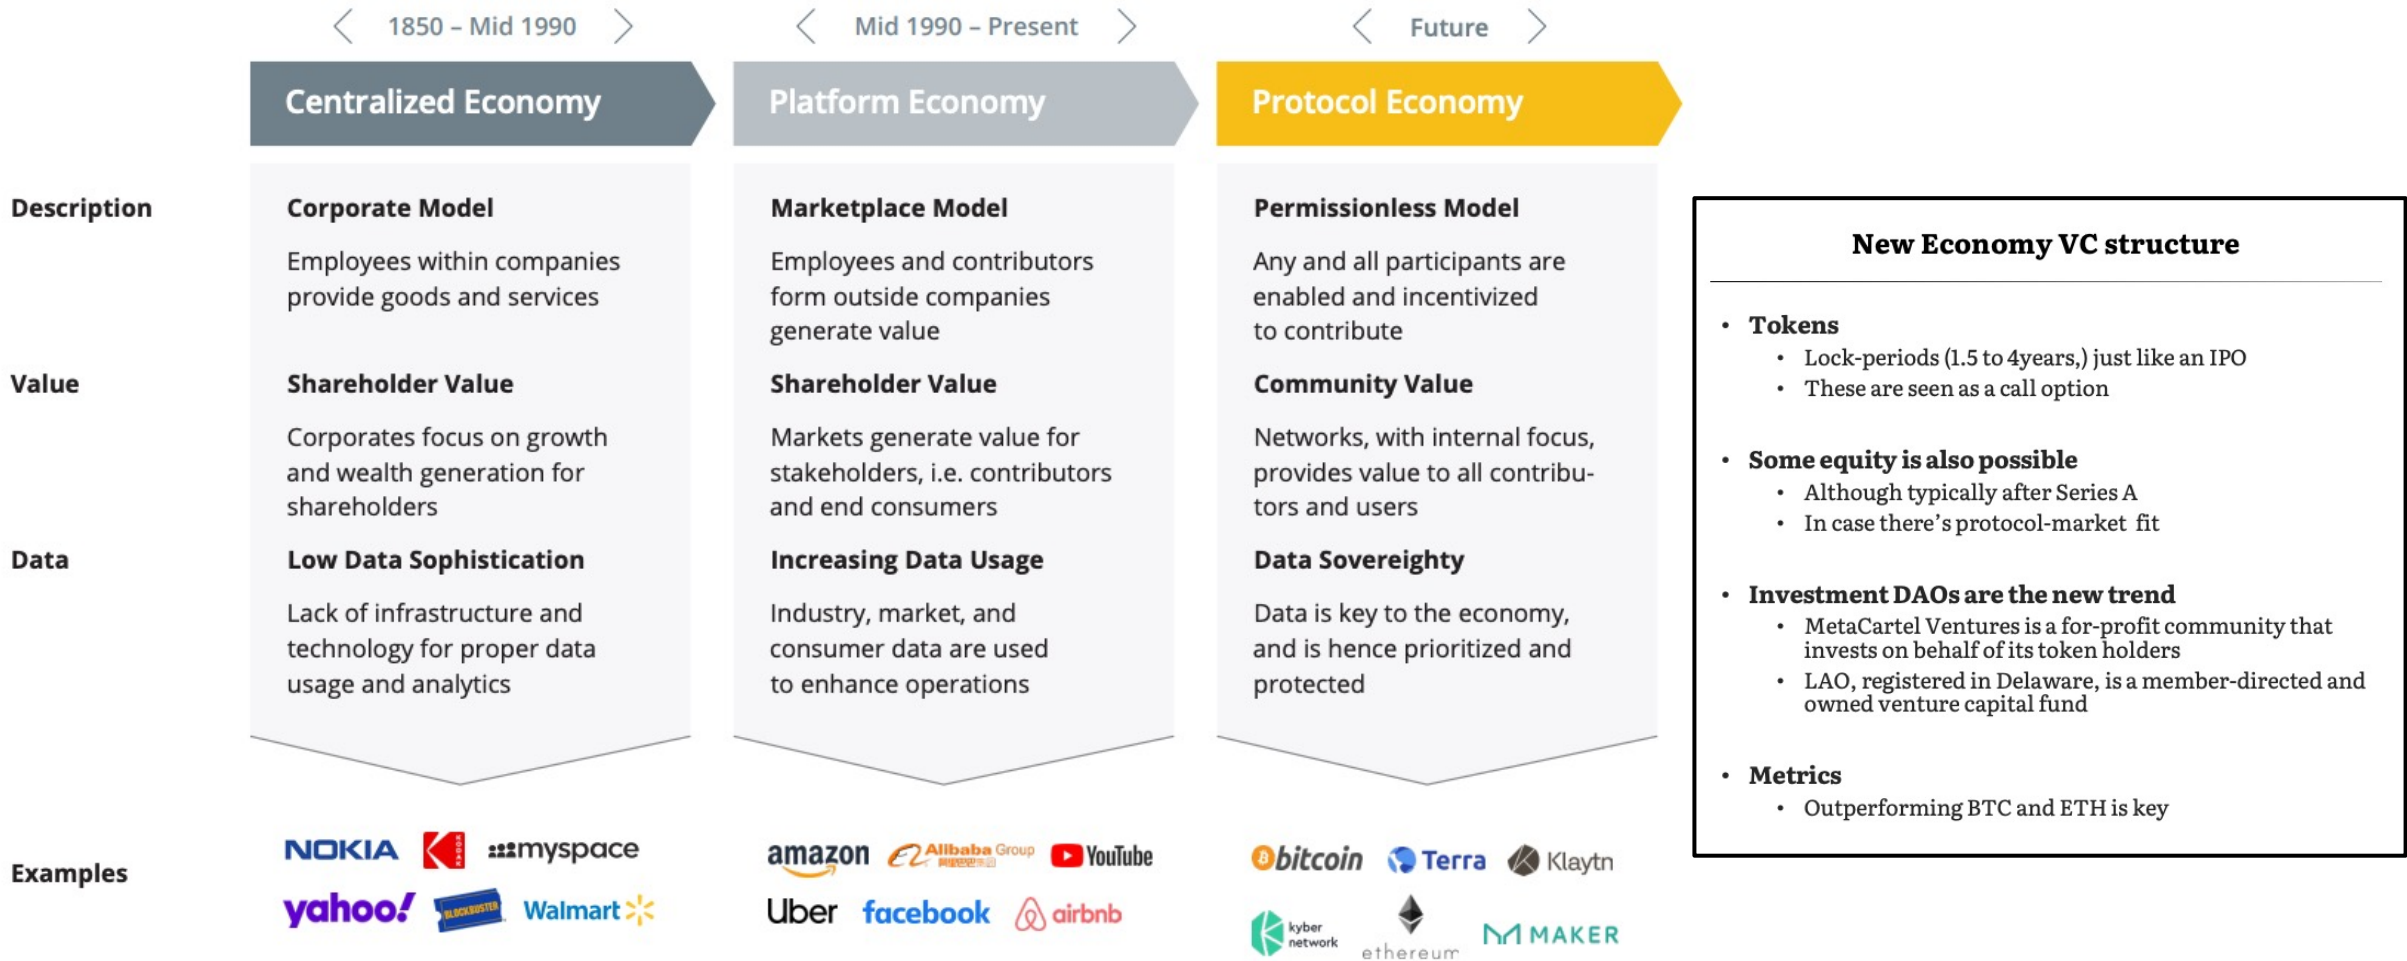 1850 – Mid 1990
Mid 1990 – Present
Future
Centralized Economy
Platform Economy
Protocol Economy
Description
Corporate Model
Employees within companies
provide goods and services
Marketplace Model
Employees and contributors
form outside companies
generate value
Permissionless Model
Any and all participants are
enabled and incentivized
to contribute
Value
Shareholder Value
Corporates focus on growth
and wealth generation for
shareholders
Shareholder Value
Markets generate value for
stakeholders, i.e. contributors
and end consumers
Community Value
Networks, with internal focus,
provides value to all contribu-
tors and users
Data
Low Data Sophistication
Lack of infrastructure and
technology for proper data
usage and analytics
Increasing Data Usage
Industry, market, and
consumer data are used
to enhance operations
Data Sovereighty
Data is key to the economy,
and is hence prioritized and
protected
Examples
NOKIA
KODAK
myspace
yahoo!
BLOCKBUSTER
Walmart
amazon
Alibaba Group
阿里巴巴集团
YouTube
Uber
facebook
airbnb
bitcoin
Terra
Klaytn
kyber
network
ethereum
MAKER
New Economy VC structure
• Tokens
• Lock-periods (1.5 to 4years,) just like an IPO
• These are seen as a call option
• Some equity is also possible
• Although typically after Series A
• In case there's protocol-market fit
• Investment DAOs are the new trend
• MetaCartel Ventures is a for-profit community that
invests on behalf of its token holders
• LAO, registered in Delaware, is a member-directed and
owned venture capital fund
• Metrics
• Outperforming BTC and ETH is key